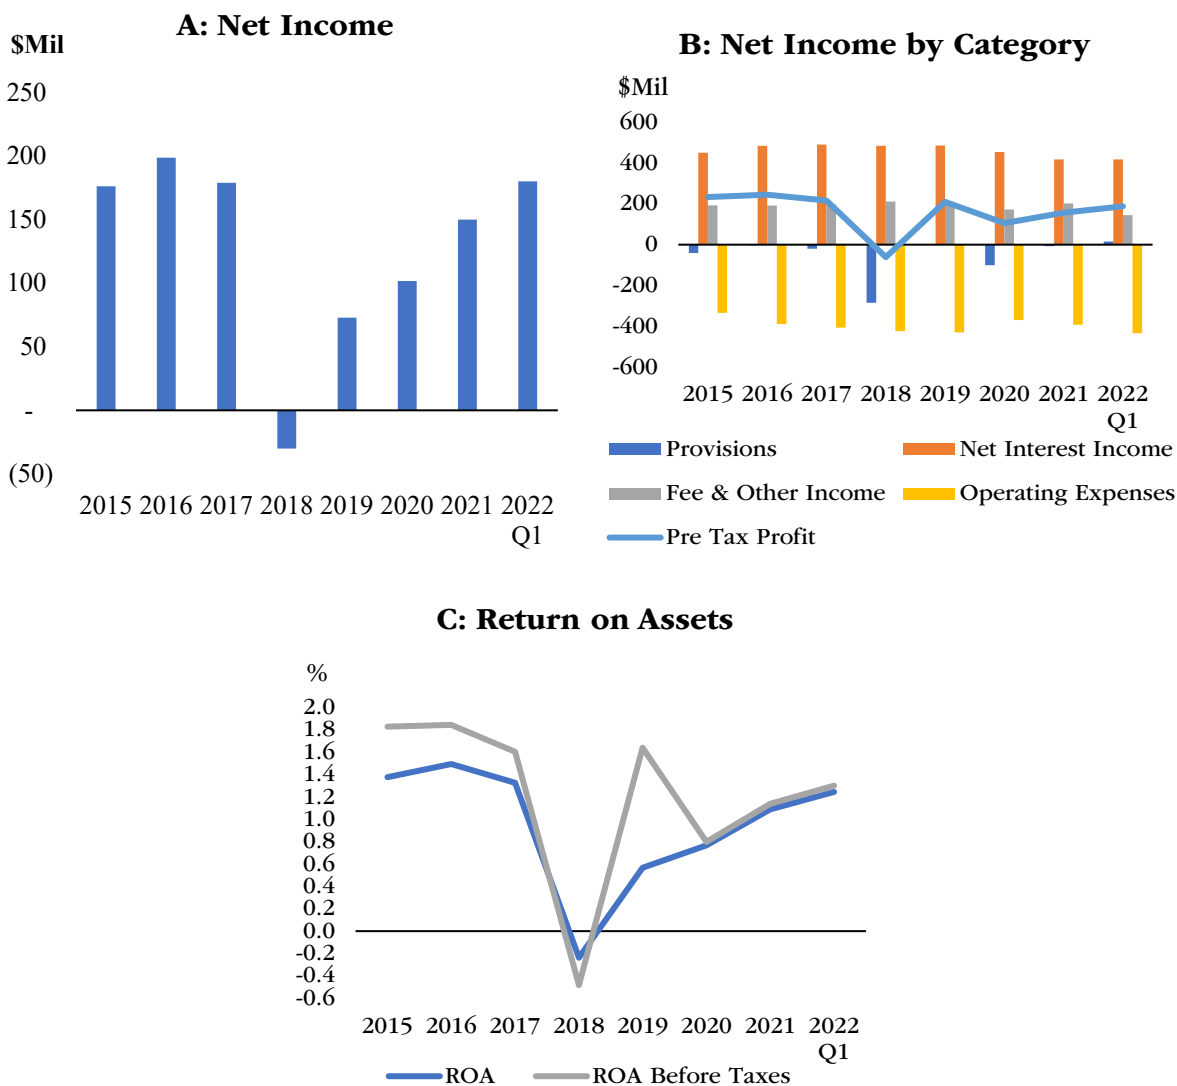 A: Net Income
$Mil
250
200
150
100
50
-
(50)
2015 2016 2017 2018 2019 2020 2021 2022
Q1
B: Net Income by Category
$Mil
600
400
200
0
-200
-400
-600
2015 2016 2017 2018 2019 2020 2021 2022
Q1
Provisions Net Interest Income
Fee & Other Income Operating Expenses
Pre Tax Profit
C: Return on Assets
%
2.0
1.8
1.6
1.4
1.2
1.0
0.8
0.6
0.4
0.2
0.0
-0.2
-0.4
-0.6
2015 2016 2017 2018 2019 2020 2021 2022
Q1
ROA ROA Before Taxes